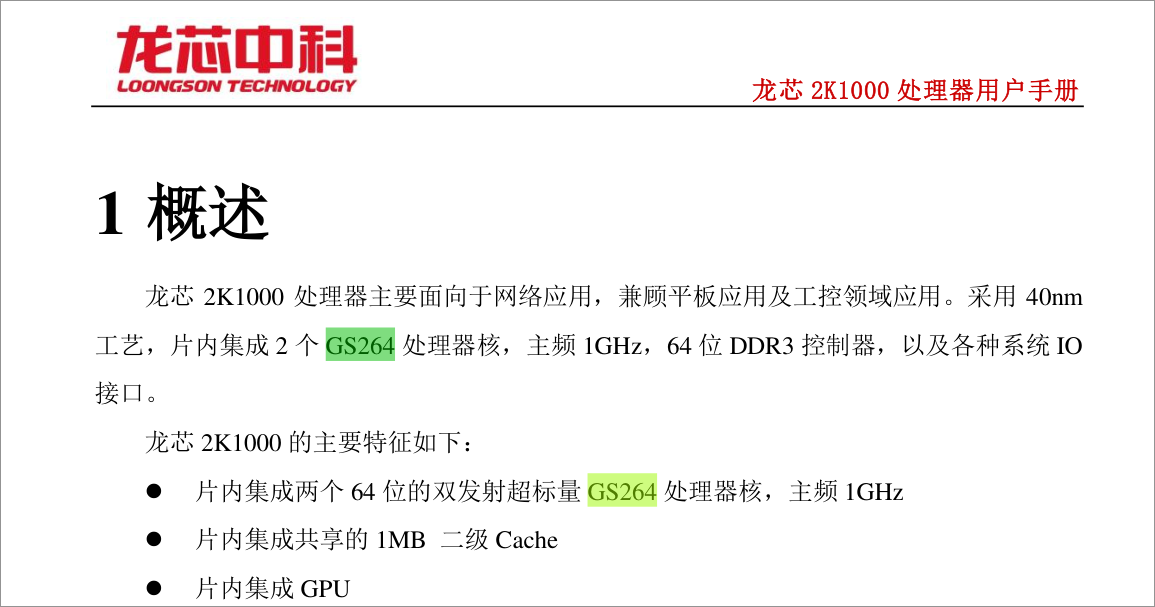 龙芯中科
LOONGSON TECHNOLOGY
龙芯 2K1000 处理器用户手册
1 概述
龙芯 2K1000 处理器主要面向于网络应用，兼顾平板应用及工控领域应用。采用 40nm
工艺，片内集成 2 个 GS264 处理器核，主频 1GHz，64 位 DDR3 控制器，以及各种系统 IO
接口。
龙芯 2K1000 的主要特征如下：
● 片内集成两个 64 位的双发射超标量 GS264 处理器核，主频 1GHz
● 片内集成共享的 1MB 二级 Cache
● 片内集成 GPU